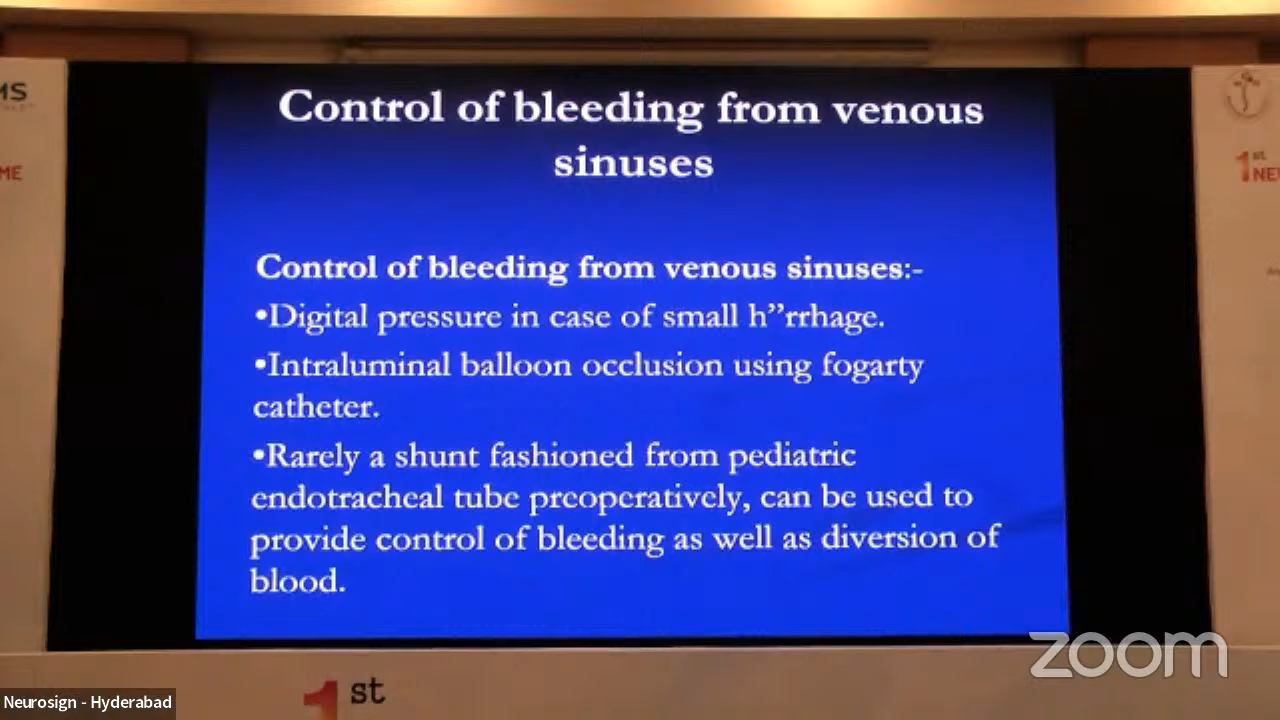 Control of bleeding from venous
sinuses
MS
ME
1st
NEU
Control of bleeding from venous sinuses:-
•Digital pressure in case of small h”rrhage.
•Intraluminal balloon occlusion using fogarty
catheter.
•Rarely a shunt fashioned from pediatric
endotracheal tube preoperatively, can be used to
provide control of bleeding as well as diversion of
blood.
zoom
1st
Neurosign - Hyderabad